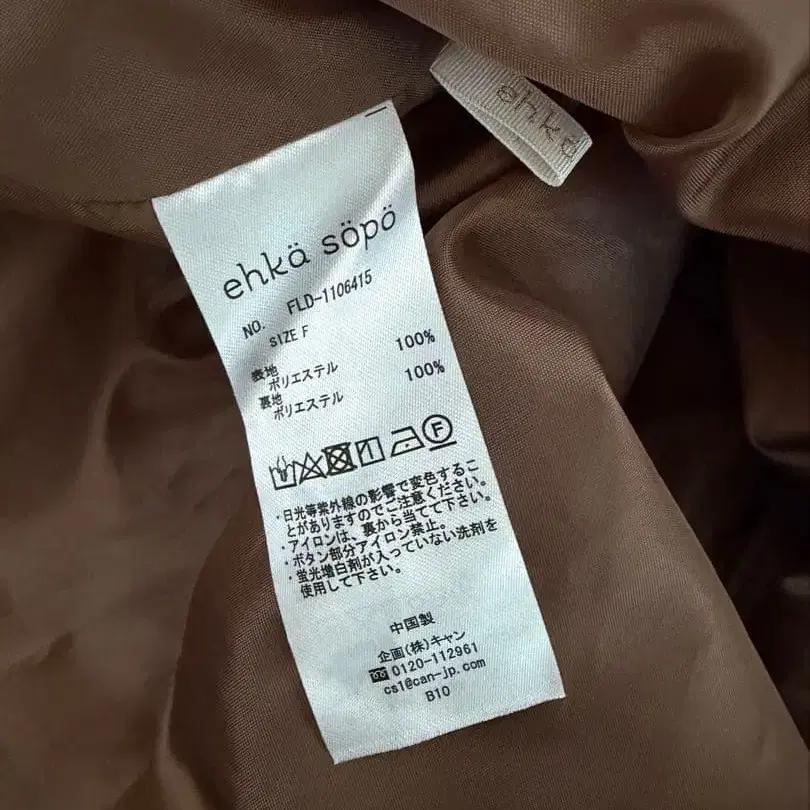 ehkä
ehkä söpö
NO. FLD-1106415
SIZE F
表地
ポリエステル 100%
裏地
ポリエステル 100%
F
・日光等紫外線の影響で変色するこ
とがありますのでご注意ください。
・アイロンは、裏から当てて下さい。
・ボタン部分アイロン禁止。
・蛍光増白剤が入っていない洗剤を
使用して下さい。
中国製
企画(株)キャン
0120-112961
cs1@can-jp.com
B10